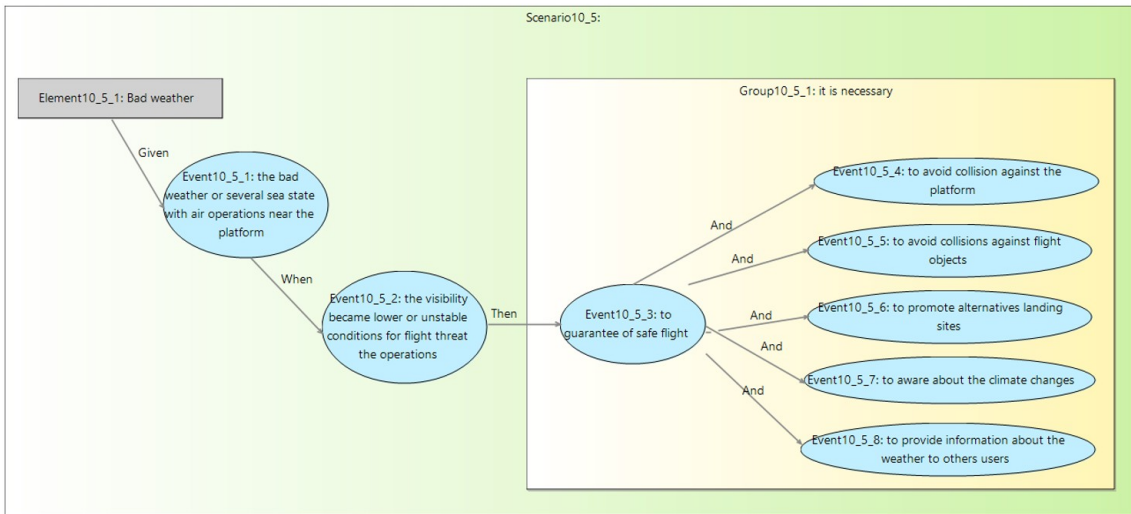 Scenario10_5:
Element10_5_1: Bad weather
Group10_5_1: it is necessary
Given
Event10_5_1: the bad
weather or several sea state
with air operations near the
platform
When
Event10_5_2: the visibility
became lower or unstable
conditions for flight threat
the operations
Then
Event10_5_3: to
guarantee of safe flight
And
Event10_5_4: to avoid collision against the
platform
And
Event10_5_5: to avoid collisions against flight
objects
And
Event10_5_6: to promote alternatives landing
sites
And
Event10_5_7: to aware about the climate changes
And
Event10_5_8: to provide information about the
weather to others users